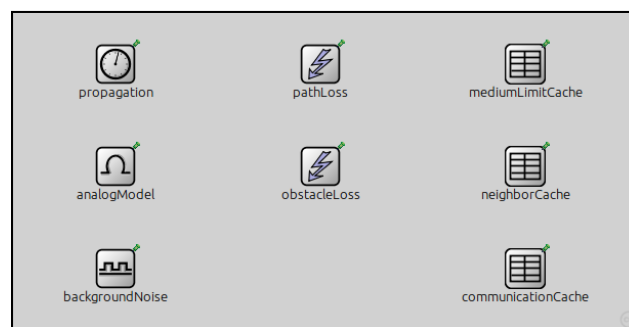 propagation pathLoss mediumLimitCache
analogModel obstacleLoss neighborCache
backgroundNoise communicationCache